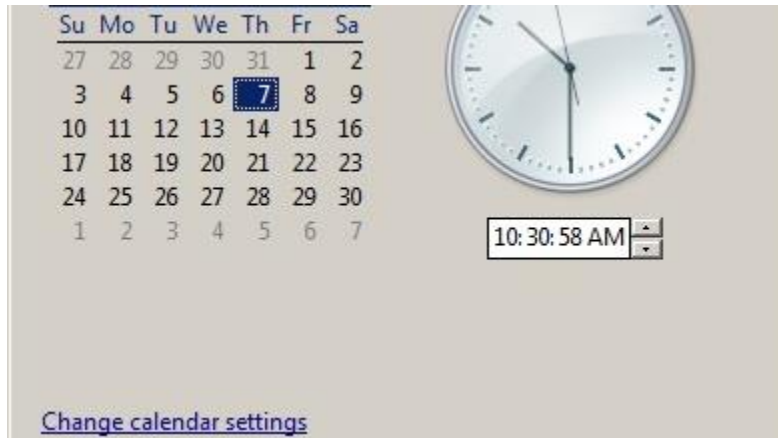 Su Mo Tu We Th Fr Sa
27 28 29 30 31 1 2
3 4 5 6 7 8 9
10 11 12 13 14 15 16
17 18 19 20 21 22 23
24 25 26 27 28 29 30
1 2 3 4 5 6 7
10:30:58 AM
Change calendar settings